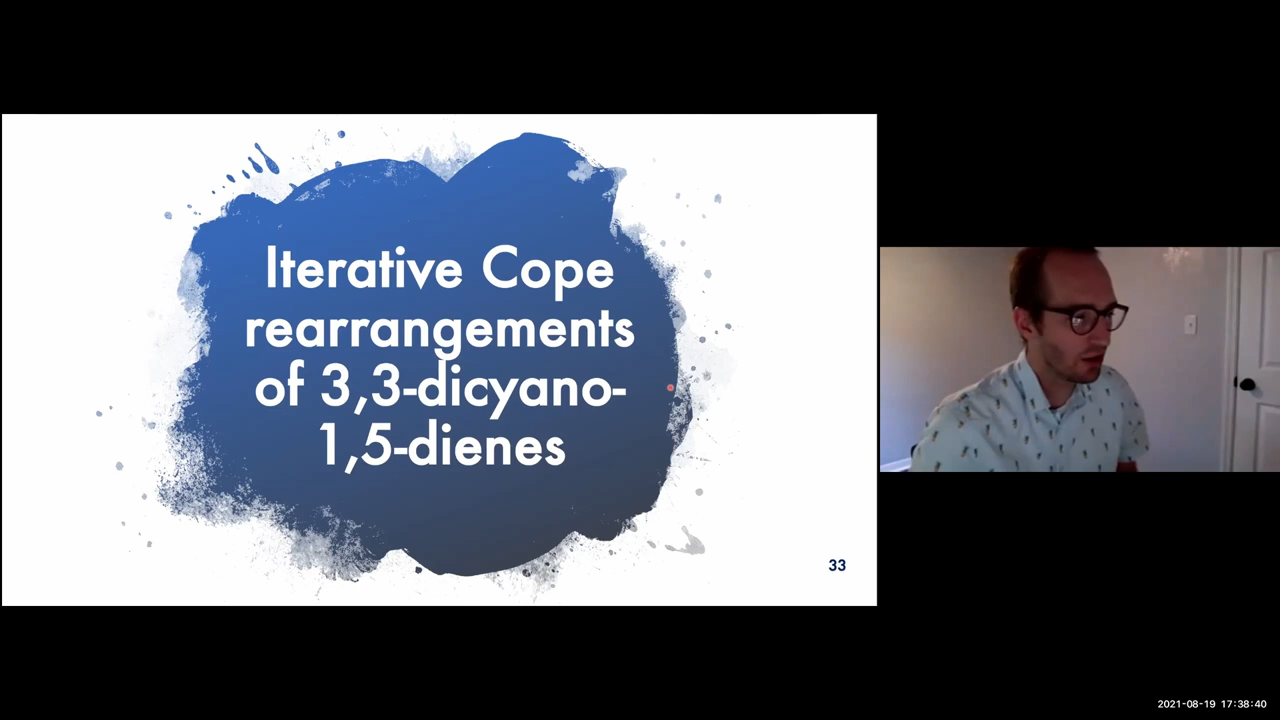 Iterative Cope
rearrangements
of 3,3-dicyano-
1,5-dienes
33
2021-08-19 17:38:40